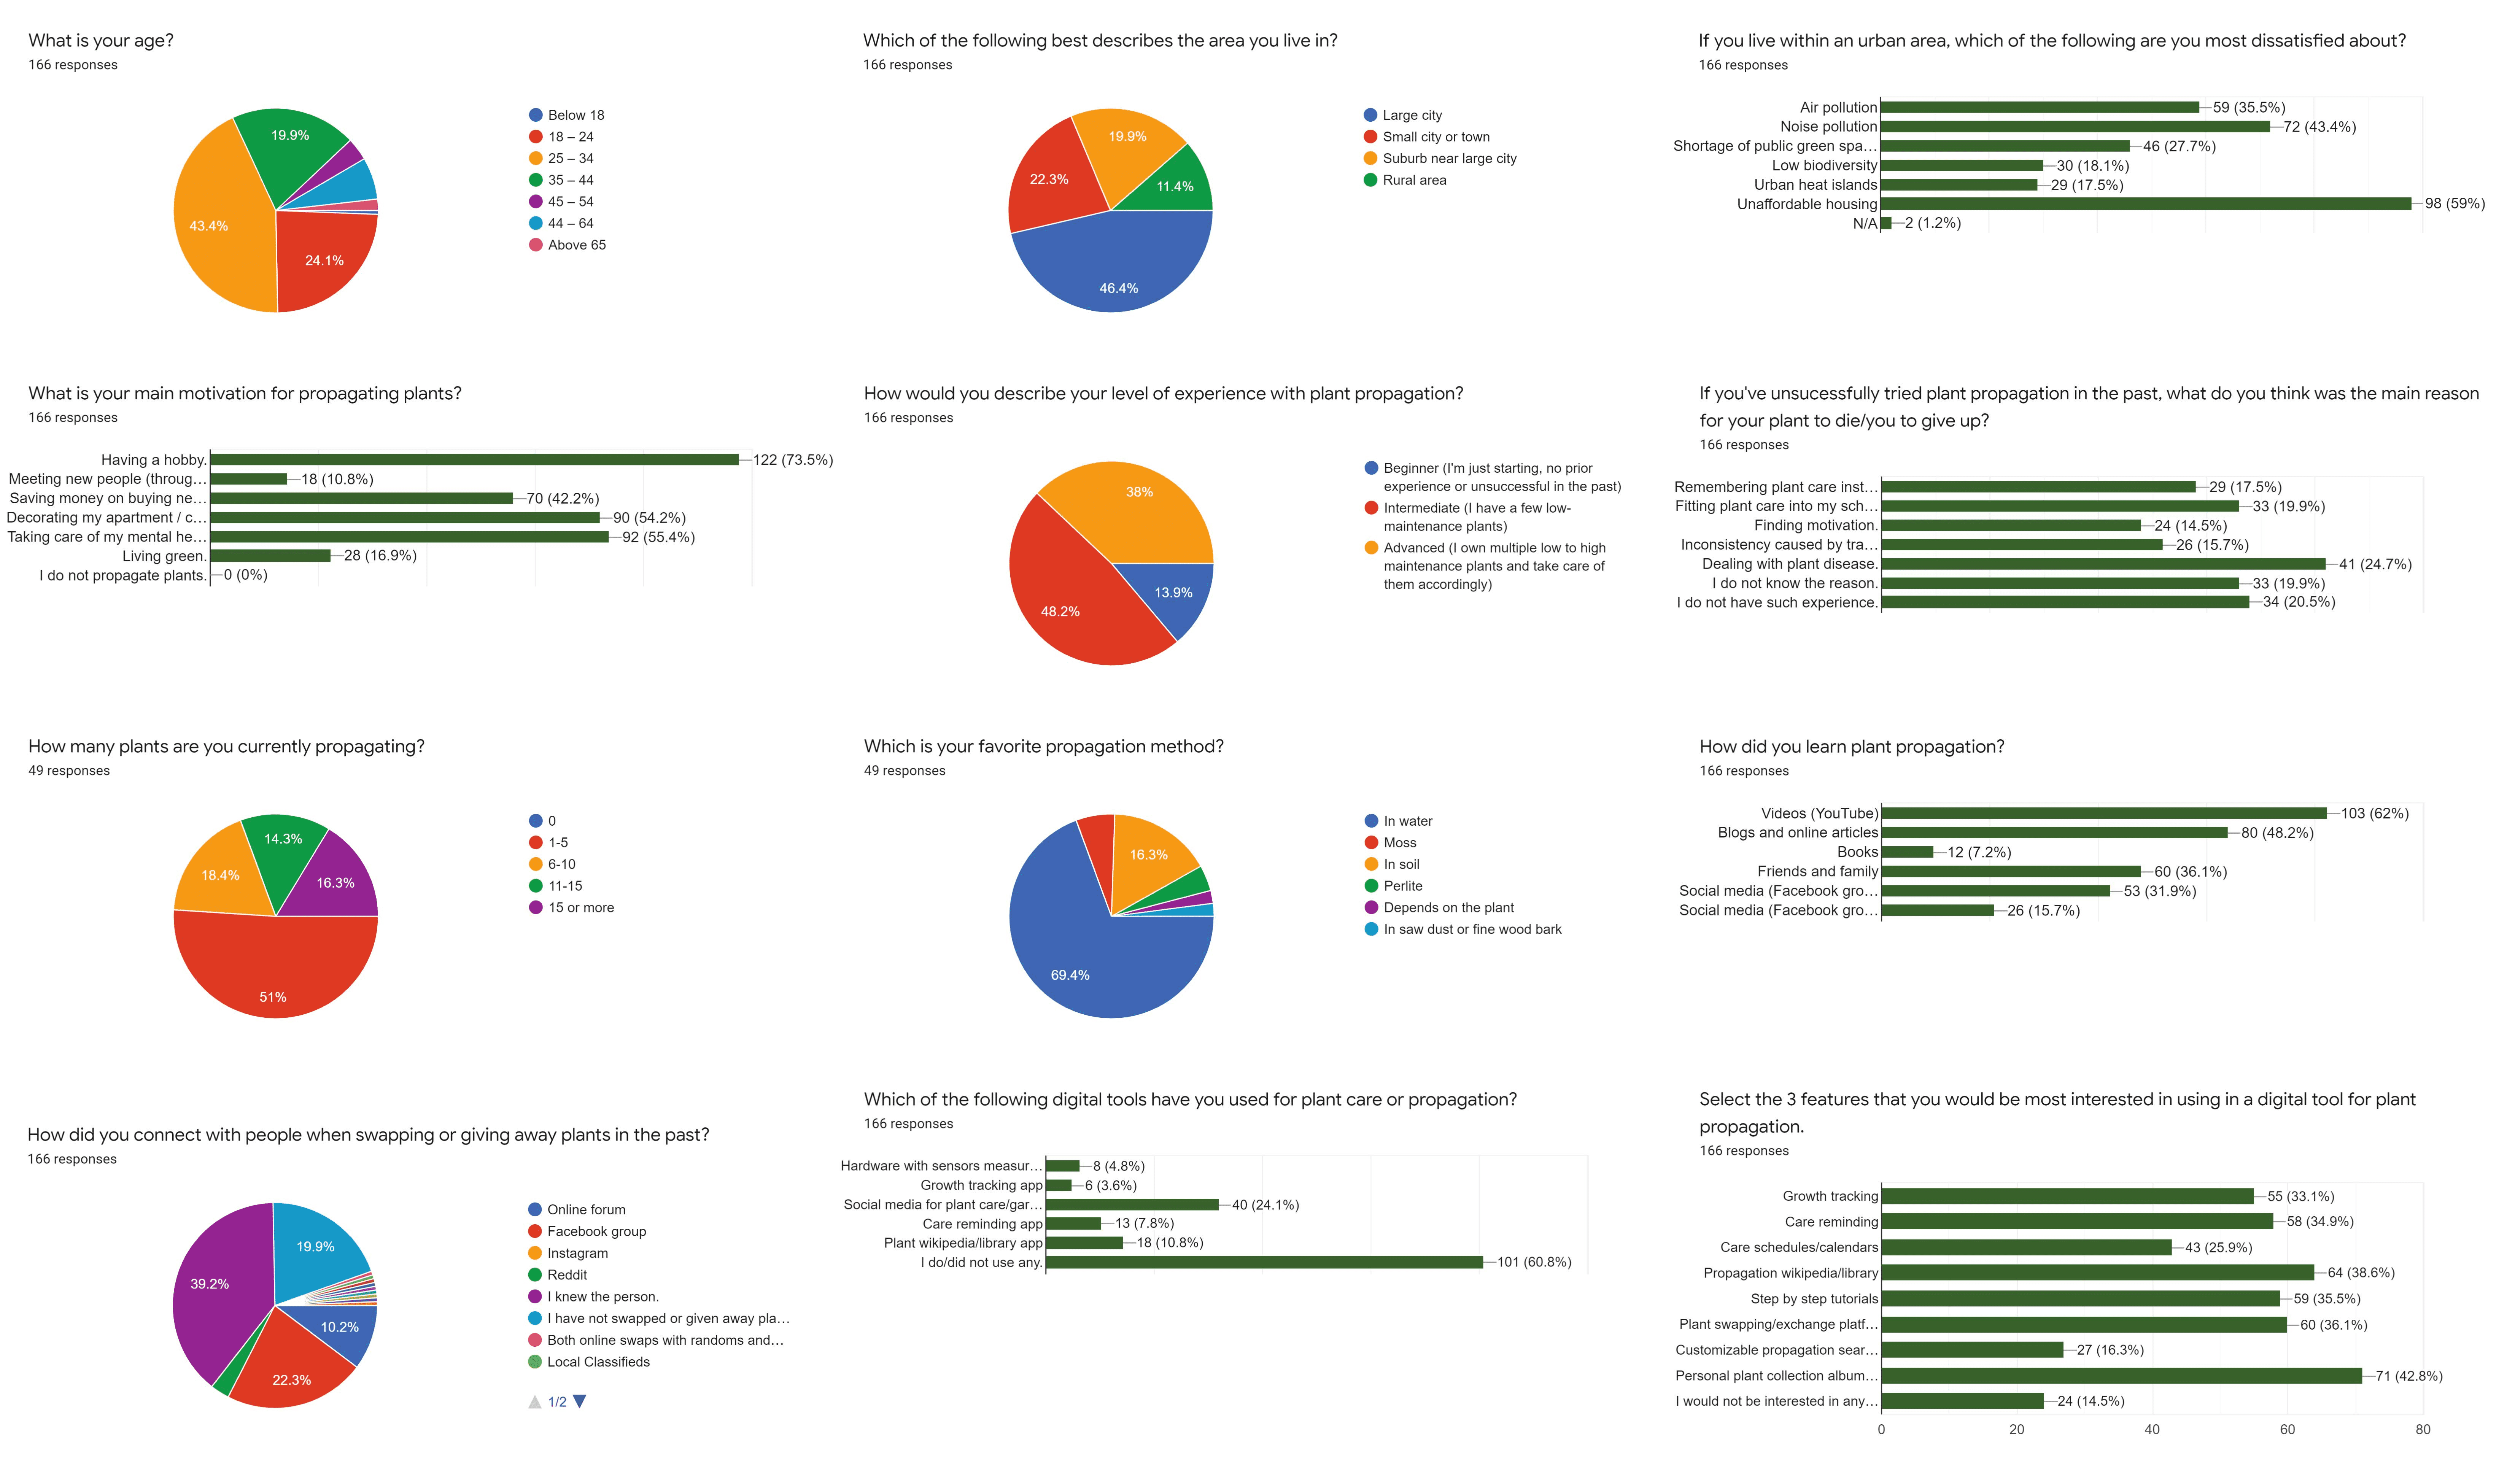 What is your age?
166 responses
19.9%
43.4%
24.1%
Below 18
18 – 24
25 – 34
35 – 44
45 – 54
44 – 64
Above 65
Which of the following best describes the area you live in?
166 responses
19.9%
22.3%
11.4%
46.4%
Large city
Small city or town
Suburb near large city
Rural area
If you live within an urban area, which of the following are you most dissatisfied about?
166 responses
Air pollution 59 (35.5%)
Noise pollution 72 (43.4%)
Shortage of public green spa… 46 (27.7%)
Low biodiversity 30 (18.1%)
Urban heat islands 29 (17.5%)
Unaffordable housing 98 (59%)
N/A 2 (1.2%)
What is your main motivation for propagating plants?
166 responses
Having a hobby. 122 (73.5%)
Meeting new people (throug… 18 (10.8%)
Saving money on buying ne… 70 (42.2%)
Decorating my apartment / c… 90 (54.2%)
Taking care of my mental he… 92 (55.4%)
Living green. 28 (16.9%)
I do not propagate plants. 0 (0%)
How would you describe your level of experience with plant propagation?
166 responses
38%
48.2%
13.9%
Beginner (I'm just starting, no prior
experience or unsuccessful in the past)
Intermediate (I have a few low-
maintenance plants)
Advanced (I own multiple low to high
maintenance plants and take care of
them accordingly)
If you've unsucessfully tried plant propagation in the past, what do you think was the main reason
for your plant to die/you to give up?
166 responses
Remembering plant care inst… 29 (17.5%)
Fitting plant care into my sch… 33 (19.9%)
Finding motivation. 24 (14.5%)
Inconsistency caused by tra… 26 (15.7%)
Dealing with plant disease. 41 (24.7%)
I do not know the reason. 33 (19.9%)
I do not have such experience. 34 (20.5%)
How many plants are you currently propagating?
49 responses
14.3%
18.4%
16.3%
51%
0
1-5
6-10
11-15
15 or more
Which is your favorite propagation method?
49 responses
16.3%
69.4%
In water
Moss
In soil
Perlite
Depends on the plant
In saw dust or fine wood bark
How did you learn plant propagation?
166 responses
Videos (YouTube) 103 (62%)
Blogs and online articles 80 (48.2%)
Books 12 (7.2%)
Friends and family 60 (36.1%)
Social media (Facebook gro… 53 (31.9%)
Social media (Facebook gro… 26 (15.7%)
How did you connect with people when swapping or giving away plants in the past?
166 responses
19.9%
39.2%
10.2%
22.3%
Online forum
Facebook group
Instagram
Reddit
I knew the person.
I have not swapped or given away pla…
Both online swaps with randoms and…
Local Classifieds
1/2
Which of the following digital tools have you used for plant care or propagation?
166 responses
Hardware with sensors measur… 8 (4.8%)
Growth tracking app 6 (3.6%)
Social media for plant care/gar… 40 (24.1%)
Care reminding app 13 (7.8%)
Plant wikipedia/library app 18 (10.8%)
I do/did not use any. 101 (60.8%)
Select the 3 features that you would be most interested in using in a digital tool for plant
propagation.
166 responses
Growth tracking 55 (33.1%)
Care reminding 58 (34.9%)
Care schedules/calendars 43 (25.9%)
Propagation wikipedia/library 64 (38.6%)
Step by step tutorials 59 (35.5%)
Plant swapping/exchange platf… 60 (36.1%)
Customizable propagation sear… 27 (16.3%)
Personal plant collection album… 71 (42.8%)
I would not be interested in any… 24 (14.5%)
0 20 40 60 80